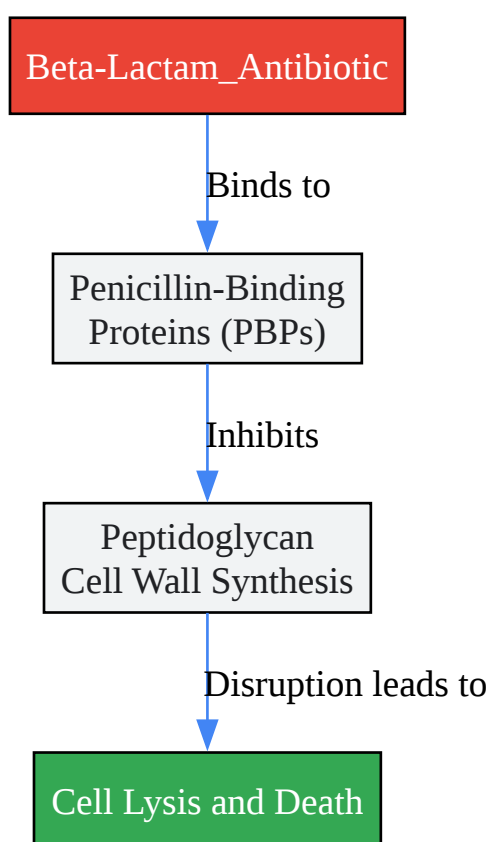 Beta-Lactam_Antibiotic
Binds to
Penicillin-Binding
Proteins (PBPs)
Inhibits
Peptidoglycan
Cell Wall Synthesis
Disruption leads to
Cell Lysis and Death